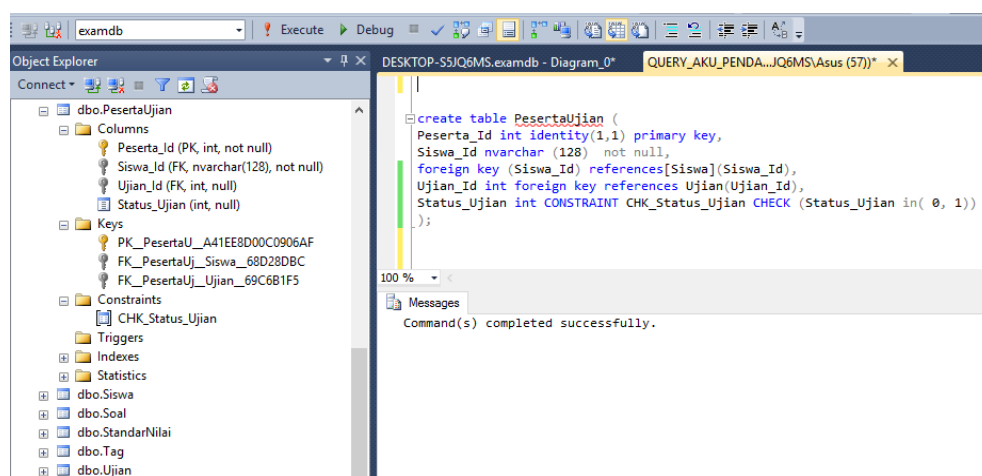 examdb
Execute
Debug
Object Explorer
Connect
dbo.PesertaUjian
Columns
Peserta_Id (PK, int, not null)
Siswa_Id (FK, nvarchar(128), not null)
Ujian_Id (FK, int, null)
Status_Ujian (int, null)
Keys
PK__PesertaU__A41EE8D00C0906AF
FK__PesertaUj__Siswa__68D28DBC
FK__PesertaUj__Ujian__69C6B1F5
Constraints
CHK_Status_Ujian
Triggers
Indexes
Statistics
dbo.Siswa
dbo.Soal
dbo.StandarNilai
dbo.Tag
dbo.Ujian
DESKTOP-S5JQ6MS.examdb - Diagram_0*
QUERY_AKU_PENDA...JQ6MS\Asus (57))*
create table PesertaUjian (
Peserta_Id int identity(1,1) primary key,
Siswa_Id nvarchar (128) not null,
foreign key (Siswa_Id) references[Siswa](Siswa_Id),
Ujian_Id int foreign key references Ujian(Ujian_Id),
Status_Ujian int CONSTRAINT CHK_Status_Ujian CHECK (Status_Ujian in( 0, 1))
);
100 %
Messages
Command(s) completed successfully.